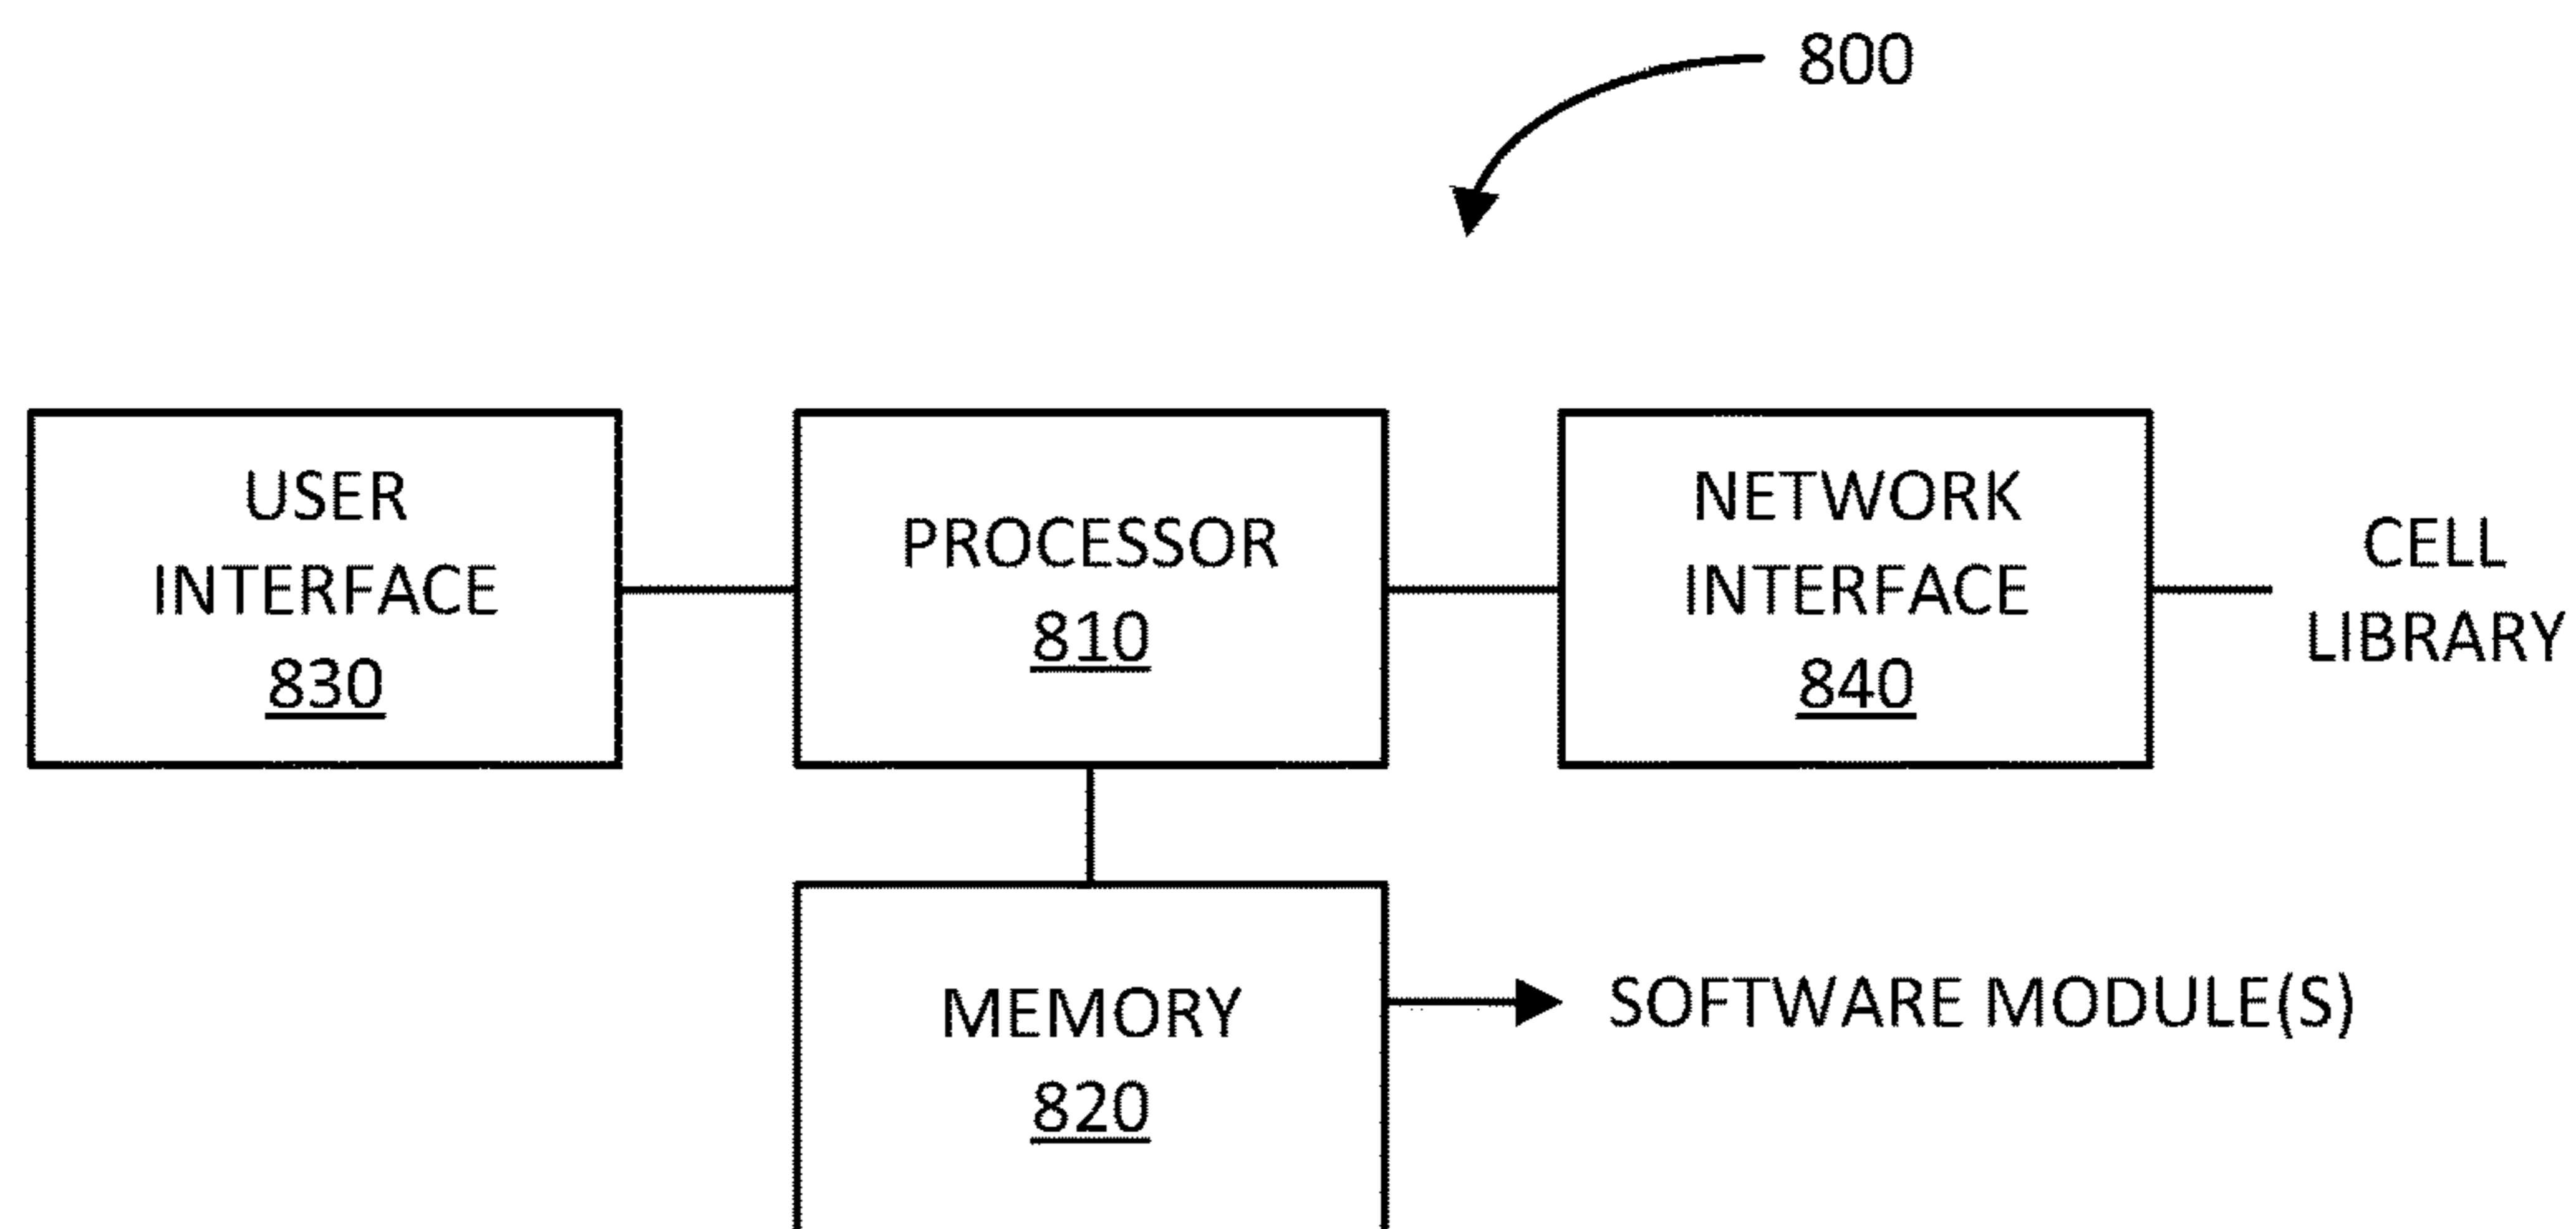 800
USER
INTERFACE
830
PROCESSOR
810
NETWORK
INTERFACE
840
CELL
LIBRARY
MEMORY
820
SOFTWARE MODULE(S)